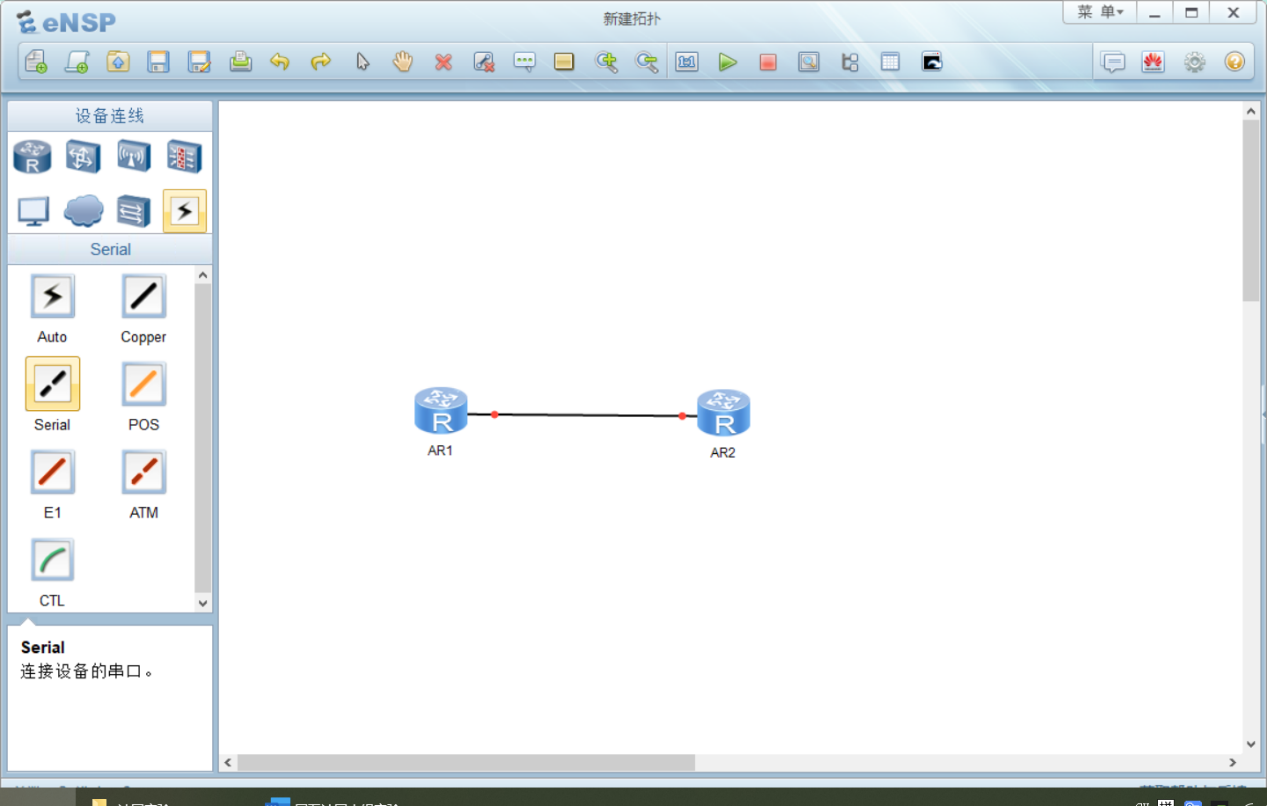 eNSP
新建拓扑
菜 单
设备连线
Serial
Auto
Copper
Serial
POS
E1
ATM
CTL
Serial
连接设备的串口。
R
AR1
R
AR2